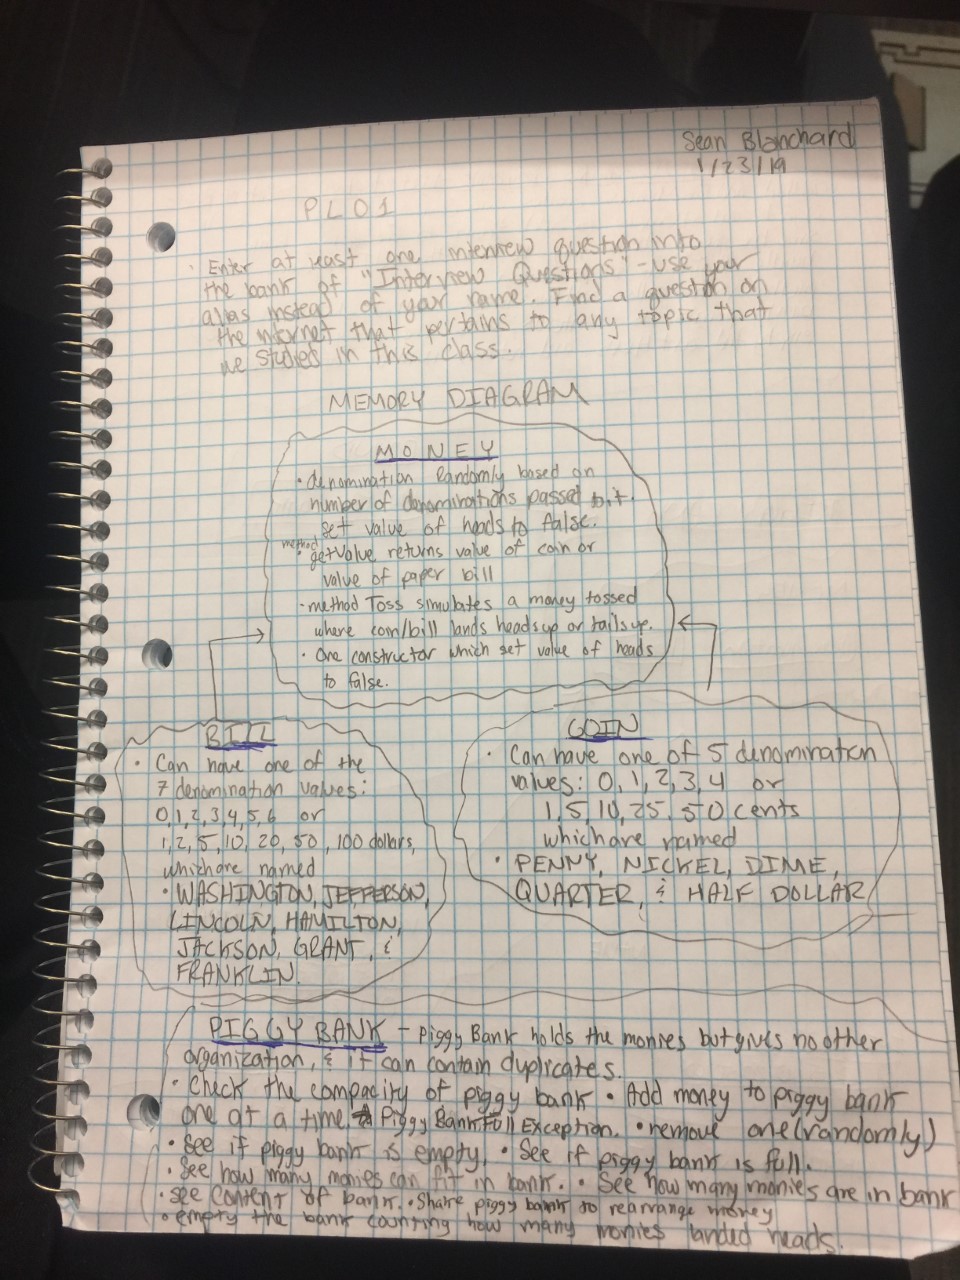 Sean Blanchard
1/23/19
PL01
· Enter at least one interview question into
the bank of "Interview Questions" - use your
alias instead of your name. Find a question on
the internet that pertains to any topic that
we studied in this class.
MEMORY DIAGRAM
MONEY
· denomination Randomly based on
number of denominations passed to it.
set value of heads to false.
method
· getValue returns value of coin or
value of paper bill
· method Toss simulates a money tossed
where coin/bill lands heads up or tails up.
· One constructor which set value of heads
to false.
BILL
· Can have one of the
7 denomination values:
0,1,2,3,4,5,6 or
1,2,5,10,20,50,100 dollars,
which are named
· WASHINGTON, JEFFERSON,
LINCOLN, HAMILTON,
JACKSON, GRANT, &
FRANKLIN.
COIN
· Can have one of 5 denomination
values: 0,1,2,3,4 or
1,5,10,25,50 cents
which are named
· PENNY, NICKEL, DIME,
QUARTER, & HALF DOLLAR
PIGGY BANK - Piggy Bank holds the monies but gives no other
organization, & it can contain duplicates.
· Check the compacity of piggy bank · Add money to piggy bank
one at a time Piggy Bank Full Exception. · remove one (randomly)
· See if piggy bank is empty. · See if piggy bank is full.
· See how many monies can fit in bank. · See how many monies are in bank
· see content of bank. · Shake piggy bank to rearrange money
· empty the bank counting how many monies landed heads.